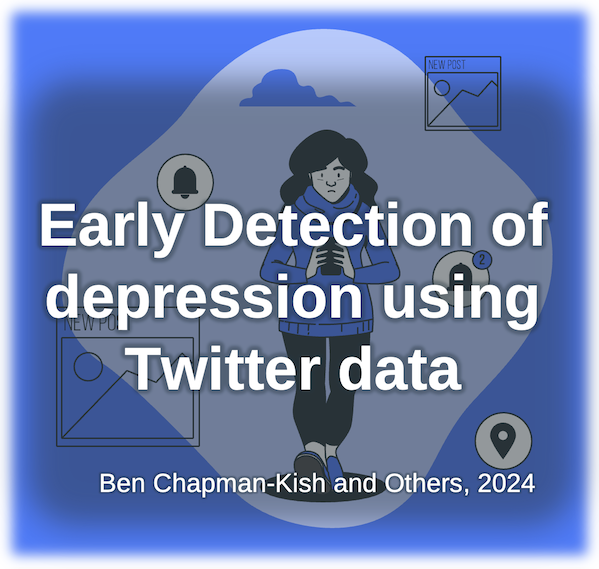 NEW POST
Early Detection of
2
depression using
NEW POST
Twitter data
Ben Chapman-Kish and Others, 2024